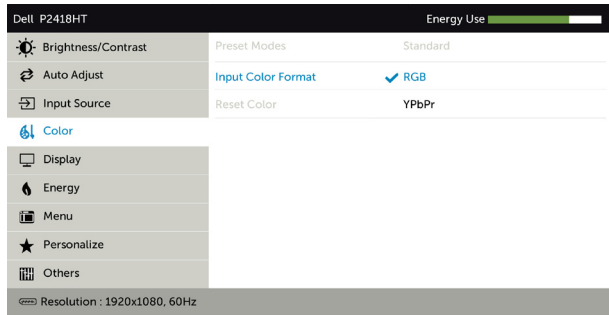 Dell P2418HT Energy Use
Brightness/Contrast Preset Modes Standard
Auto Adjust Input Color Format RGB
Input Source Reset Color YPbPr
Color
Display
Energy
Menu
Personalize
Others
Resolution : 1920x1080, 60Hz